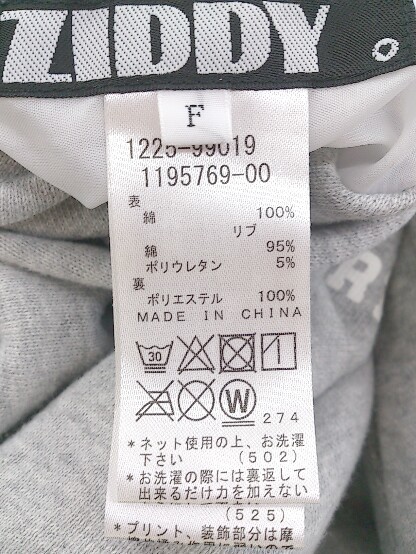 ZIDDY
F
1225-99019
1195769-00
表
綿 100%
リブ
綿 95%
ポリウレタン 5%
裏
ポリエステル 100%
MADE IN CHINA
30
W
274
*ネット使用の上、お洗濯
下さい (502)
*お洗濯の際には裏返して
出来るだけ力を加えない
(525)
*プリント、装飾部分は摩
R